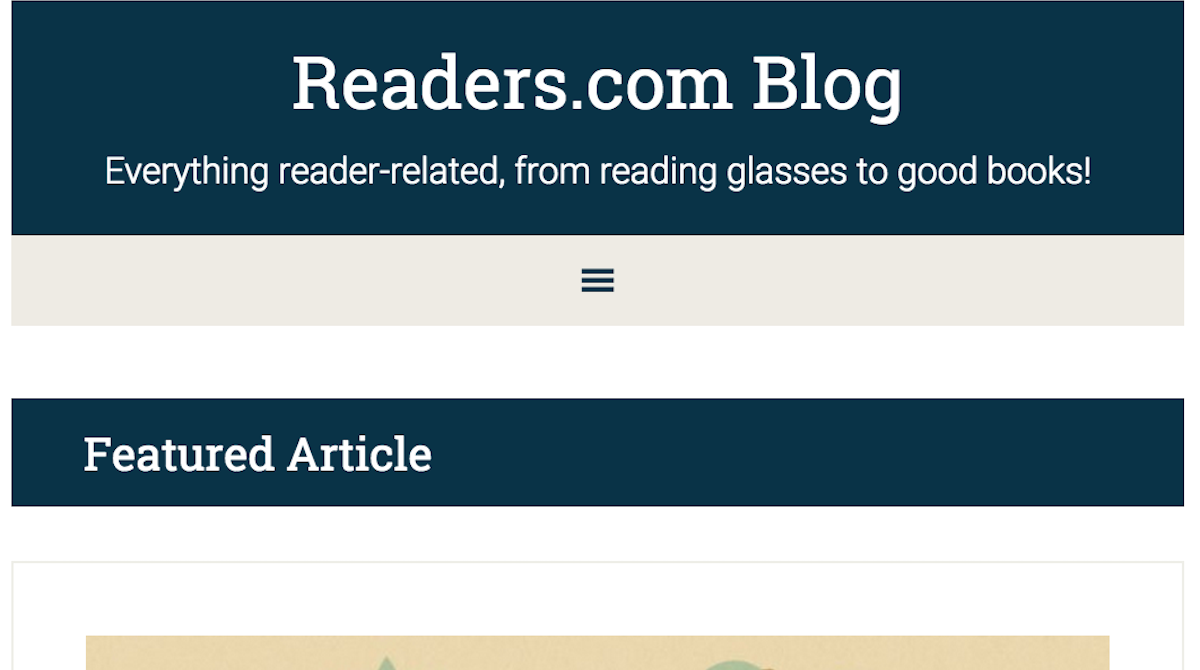 Readers.com Blog
Everything reader-related, from reading glasses to good books!
Featured Article